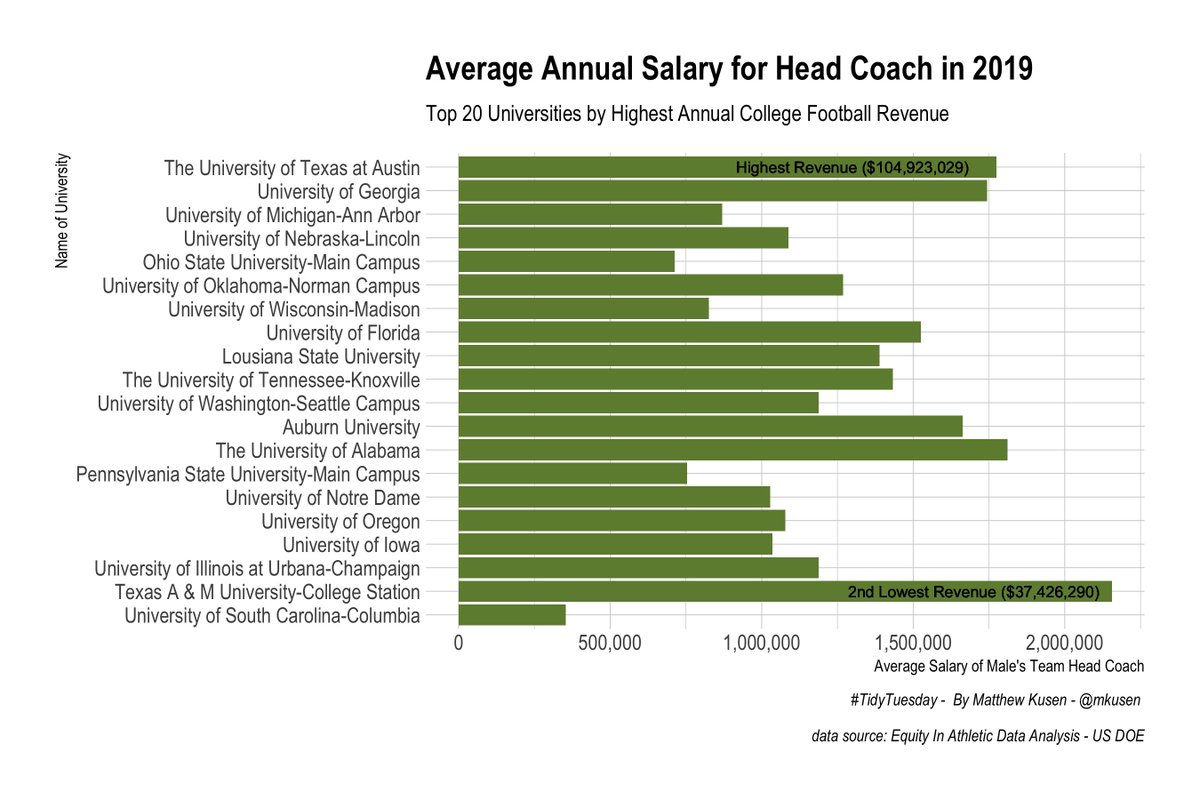 Average Annual Salary for Head Coach in 2019
Top 20 Universities by Highest Annual College Football Revenue
Name of University
The University of Texas at Austin
Highest Revenue ($104,923,029)
University of Georgia
University of Michigan-Ann Arbor
University of Nebraska-Lincoln
Ohio State University-Main Campus
University of Oklahoma-Norman Campus
University of Wisconsin-Madison
University of Florida
Lousiana State University
The University of Tennessee-Knoxville
University of Washington-Seattle Campus
Auburn University
The University of Alabama
Pennsylvania State University-Main Campus
University of Notre Dame
University of Oregon
University of Iowa
University of Illinois at Urbana-Champaign
Texas A & M University-College Station
2nd Lowest Revenue ($37,426,290)
University of South Carolina-Columbia
0 500,000 1,000,000 1,500,000 2,000,000
Average Salary of Male's Team Head Coach
#TidyTuesday - By Matthew Kusen - @mkusen
data source: Equity In Athletic Data Analysis - US DOE